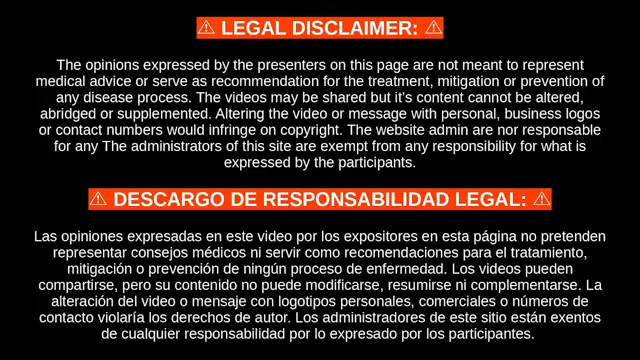 ⚠ LEGAL DISCLAIMER: ⚠
The opinions expressed by the presenters on this page are not meant to represent
medical advice or serve as recommendation for the treatment, mitigation or prevention of
any disease process. The videos may be shared but it's content cannot be altered,
abridged or supplemented. Altering the video or message with personal, business logos
or contact numbers would infringe on copyright. The website admin are nor responsable
for any The administrators of this site are exempt from any responsibility for what is
expressed by the participants.
⚠ DESCARGO DE RESPONSABILIDAD LEGAL: ⚠
Las opiniones expresadas en este video por los expositores en esta página no pretenden
representar consejos médicos ni servir como recomendaciones para el tratamiento,
mitigación o prevención de ningún proceso de enfermedad. Los videos pueden
compartirse, pero su contenido no puede modificarse, resumirse ni complementarse. La
alteración del video o mensaje con logotipos personales, comerciales o números de
contacto violaría los derechos de autor. Los administradores de este sitio están exentos
de cualquier responsabilidad por lo expresado por los participantes.